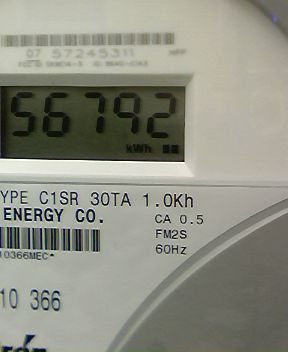 07 57245311
56792
kWh
YPE C1SR 30TA 1.0Kh
ENERGY CO.
CA 0.5
FM2S
60Hz
10366MEC*
10 366
rón